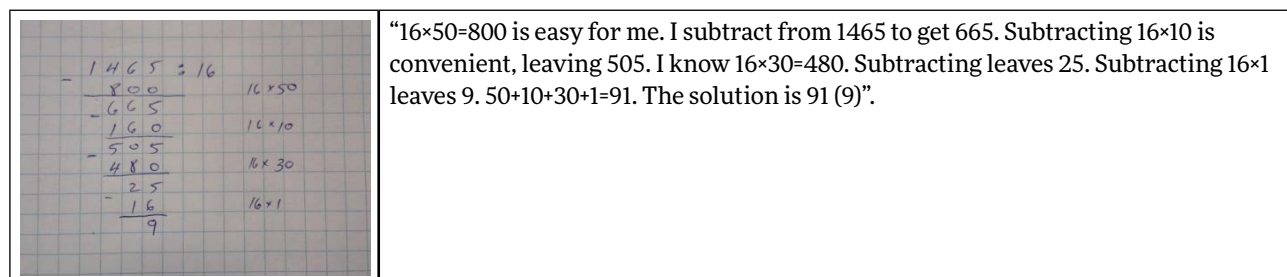 - 1465 : 16
800 16×50
- 665
160 16×10
- 505
480 16×30
25
- 16 16×1
9
“16×50=800 is easy for me. I subtract from 1465 to get 665. Subtracting 16×10 is
convenient, leaving 505. I know 16×30=480. Subtracting leaves 25. Subtracting 16×1
leaves 9. 50+10+30+1=91. The solution is 91 (9)”.